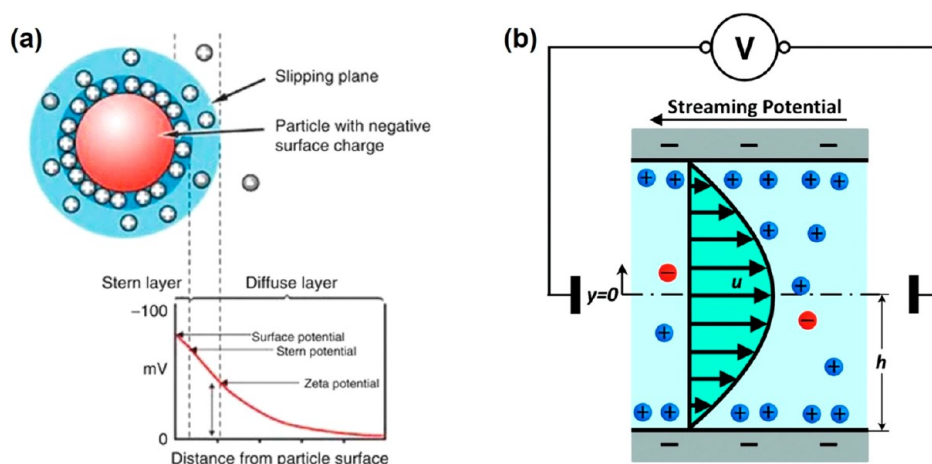 (a)
Slipping plane
Particle with negative
surface charge
Stern layer
Diffuse layer
−100
Surface potential
Stern potential
mV
Zeta potential
0
Distance from particle surface
(b)
V
Streaming Potential
y=0
u
h